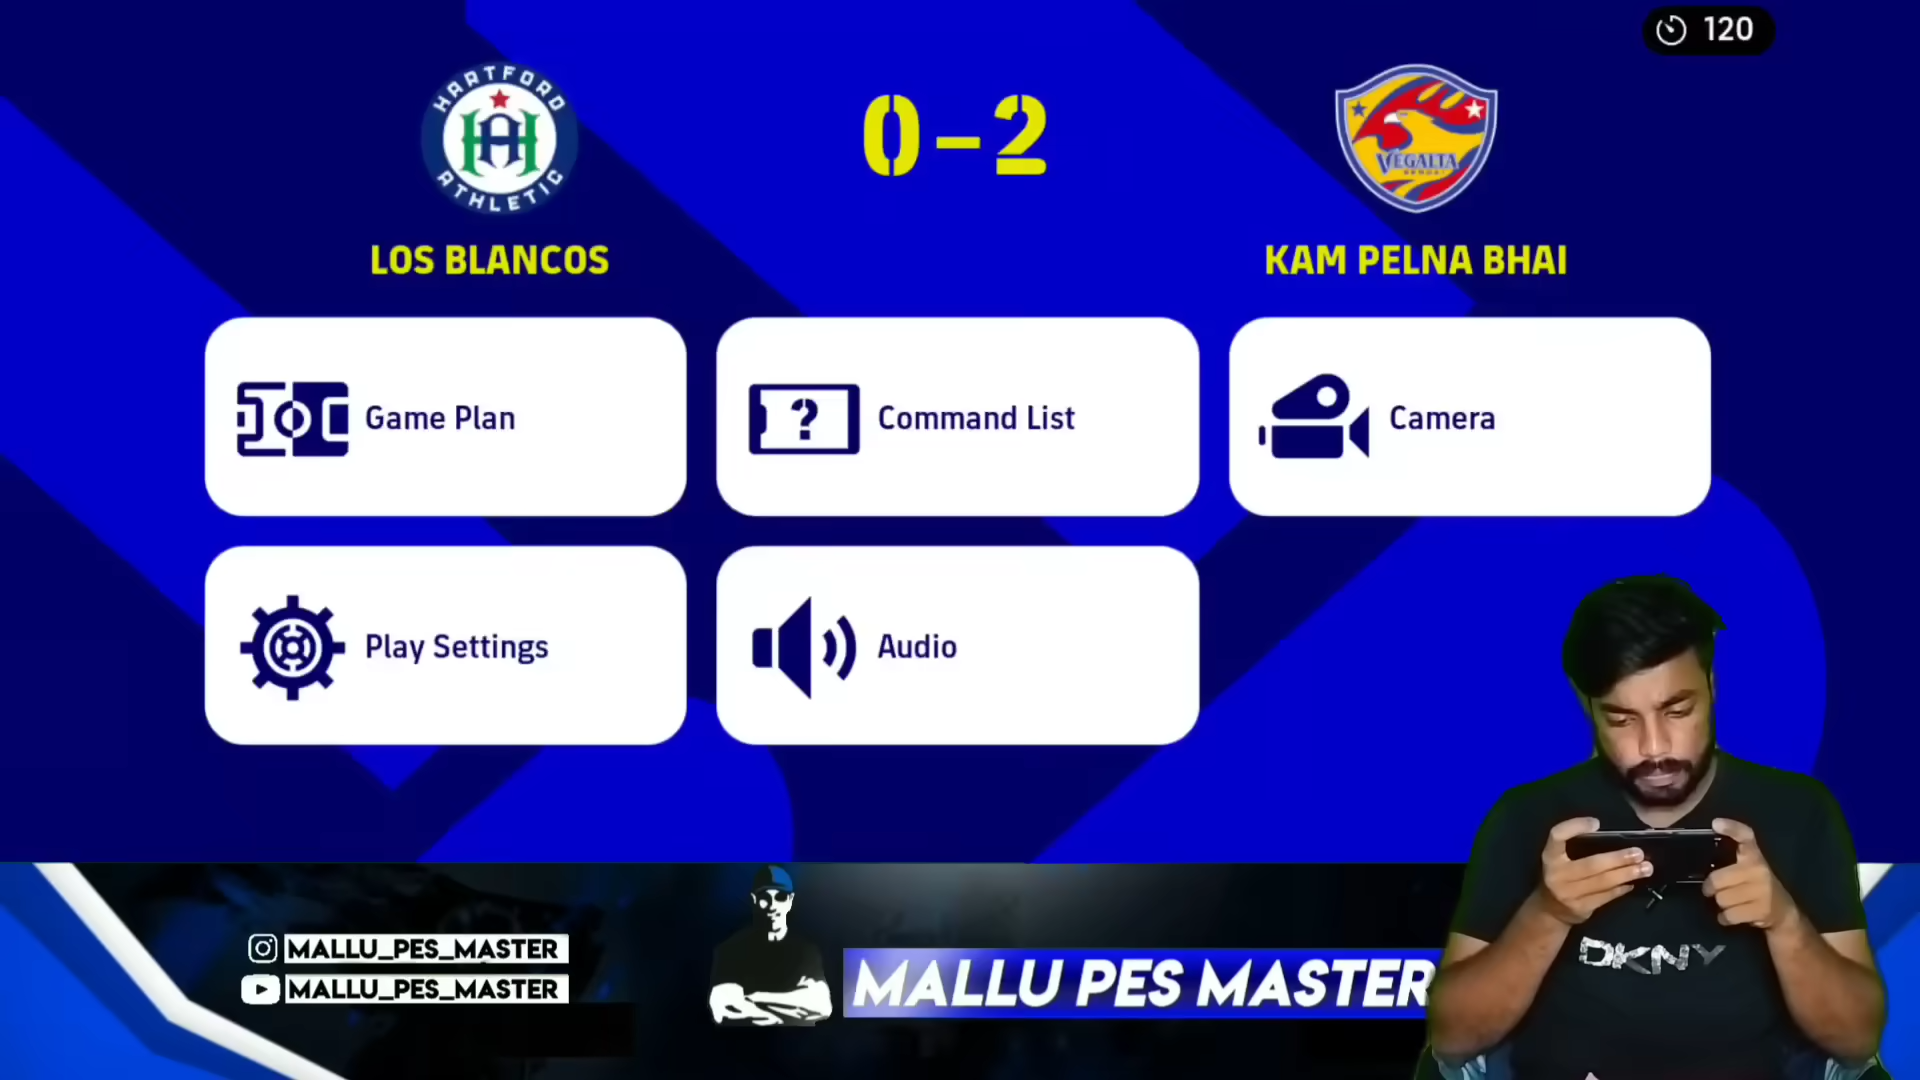 120
HARTFORD
ATHLETIC
0-2
VEGALTA
SENDAI
LOS BLANCOS
KAM PELNA BHAI
Game Plan
?
Command List
Camera
Play Settings
Audio
MALLU_PES_MASTER
MALLU_PES_MASTER
MALLU PES MASTER
DKNY